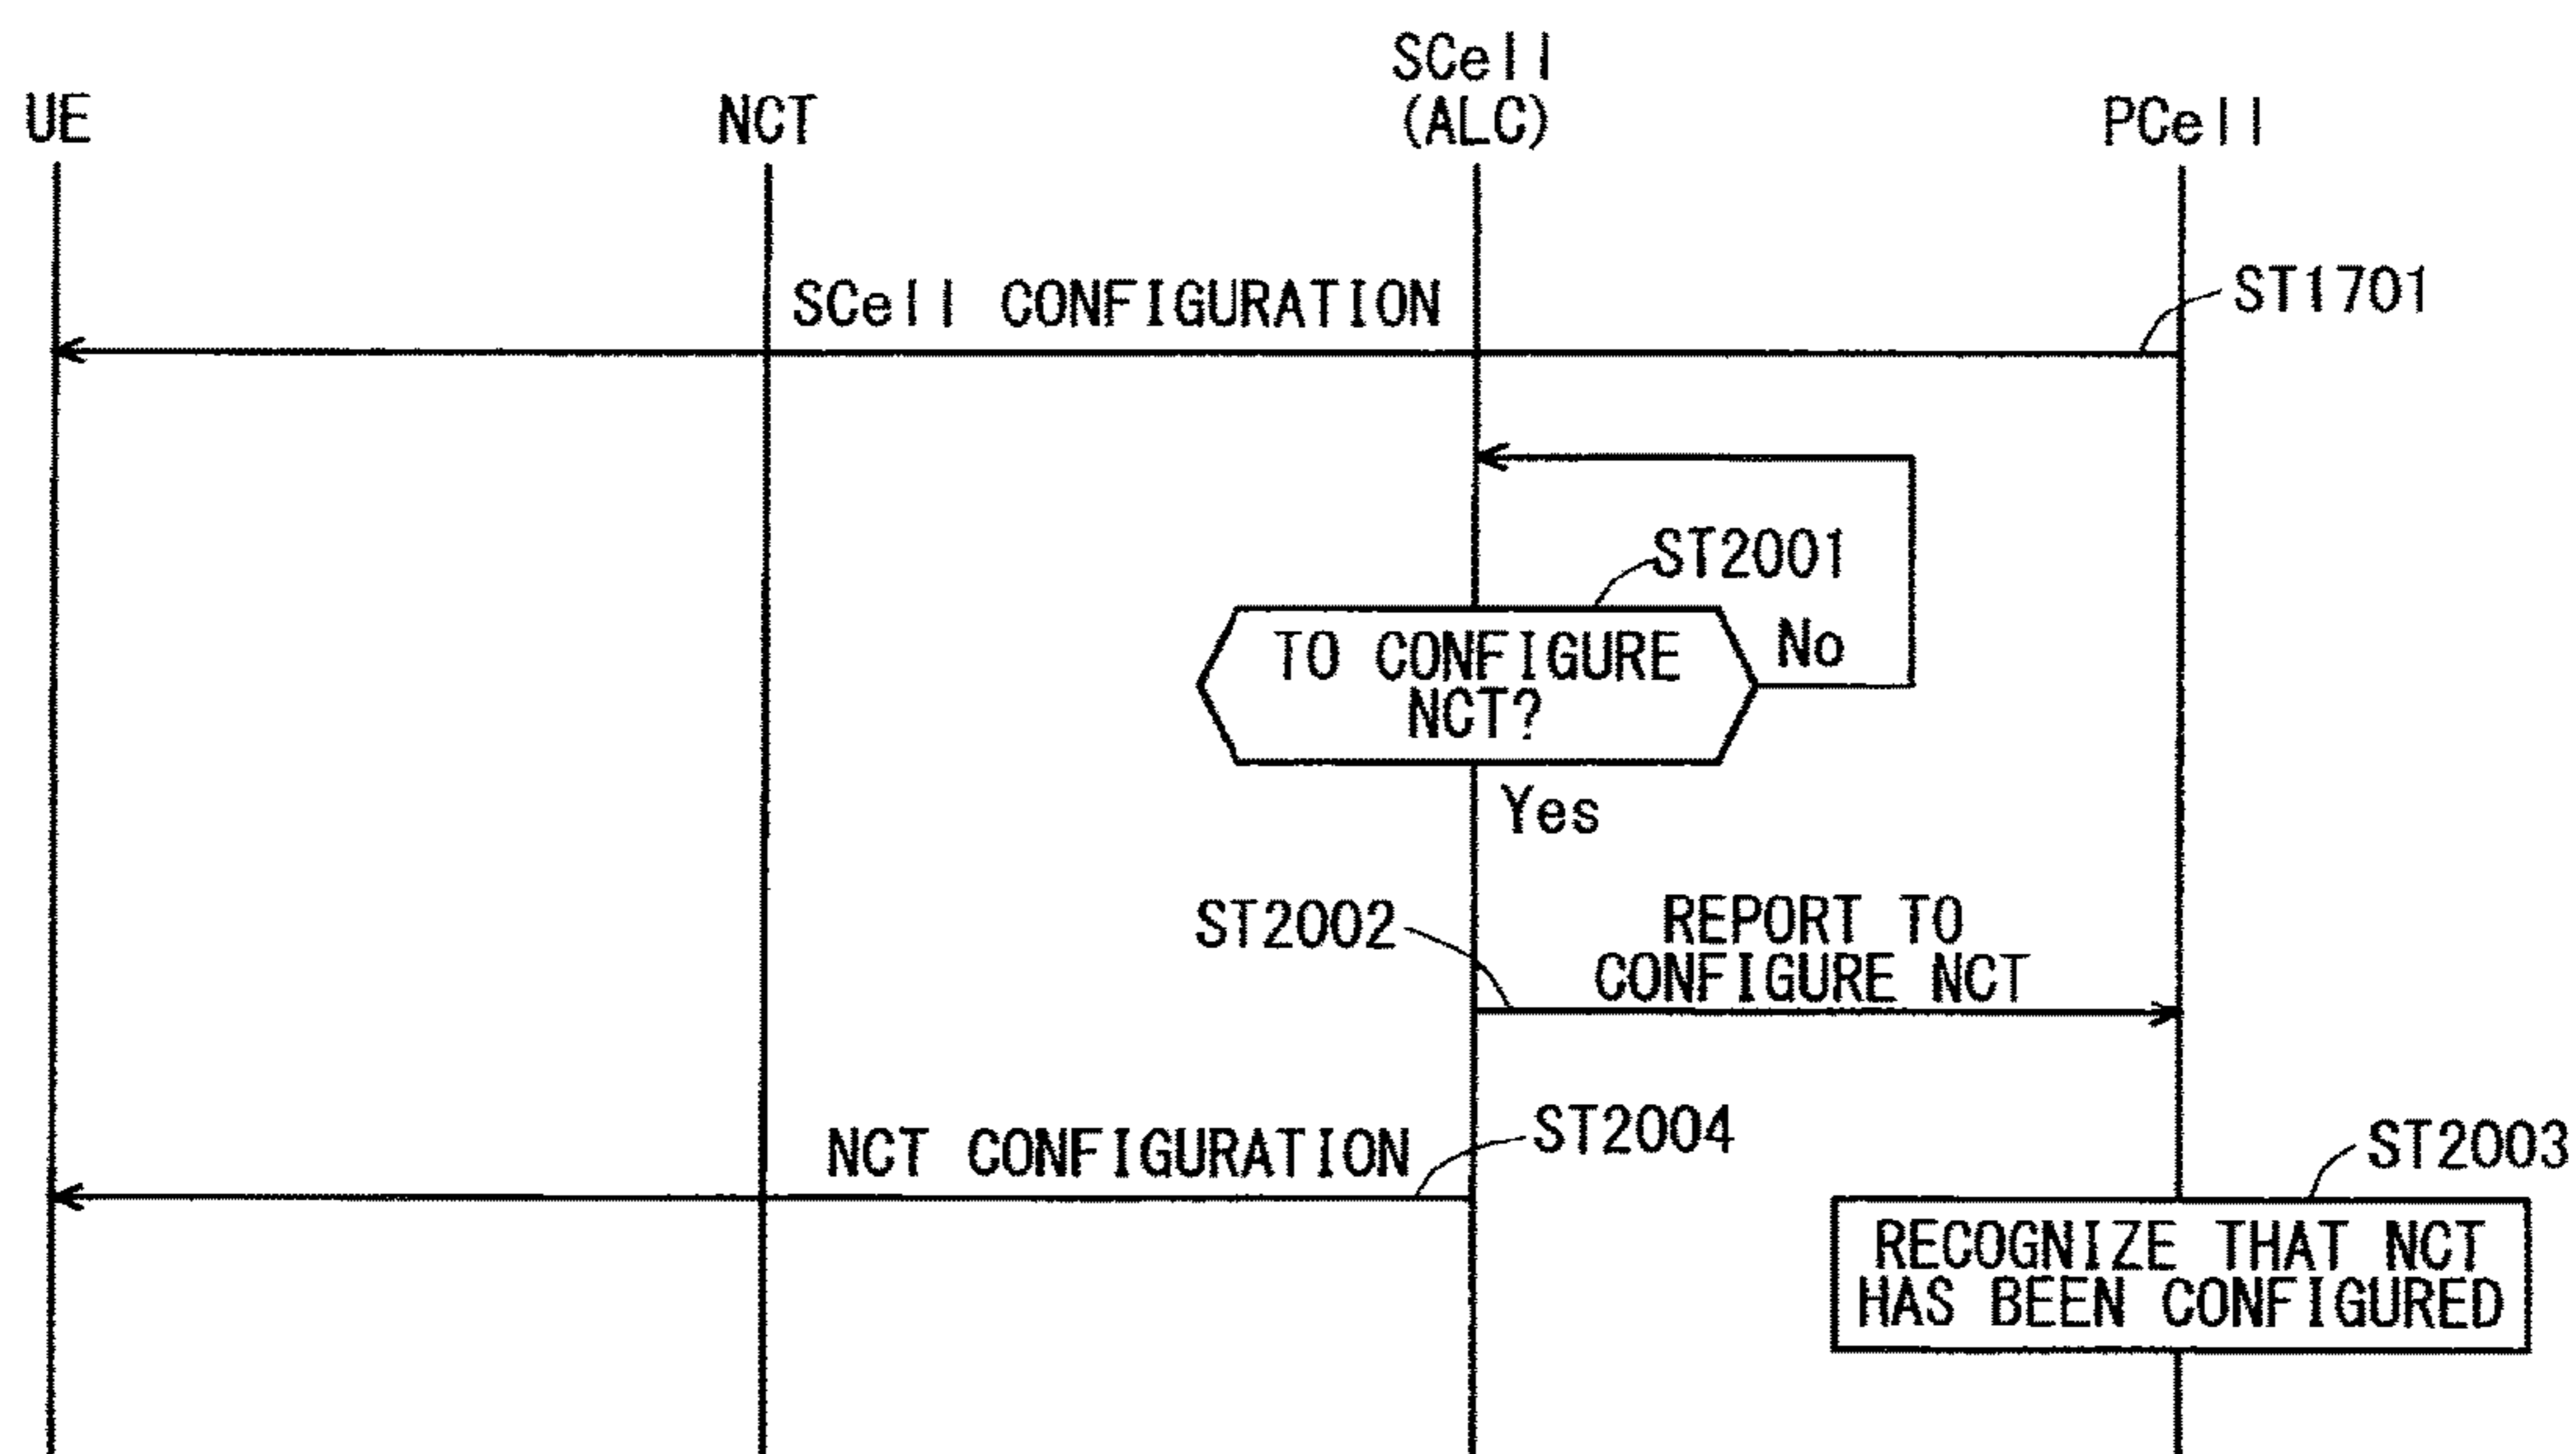 UE
NCT
SCell
(ALC)
PCell
SCell CONFIGURATION
ST1701
ST2001
TO CONFIGURE
NCT?
No
Yes
ST2002
REPORT TO
CONFIGURE NCT
NCT CONFIGURATION
ST2004
ST2003
RECOGNIZE THAT NCT
HAS BEEN CONFIGURED